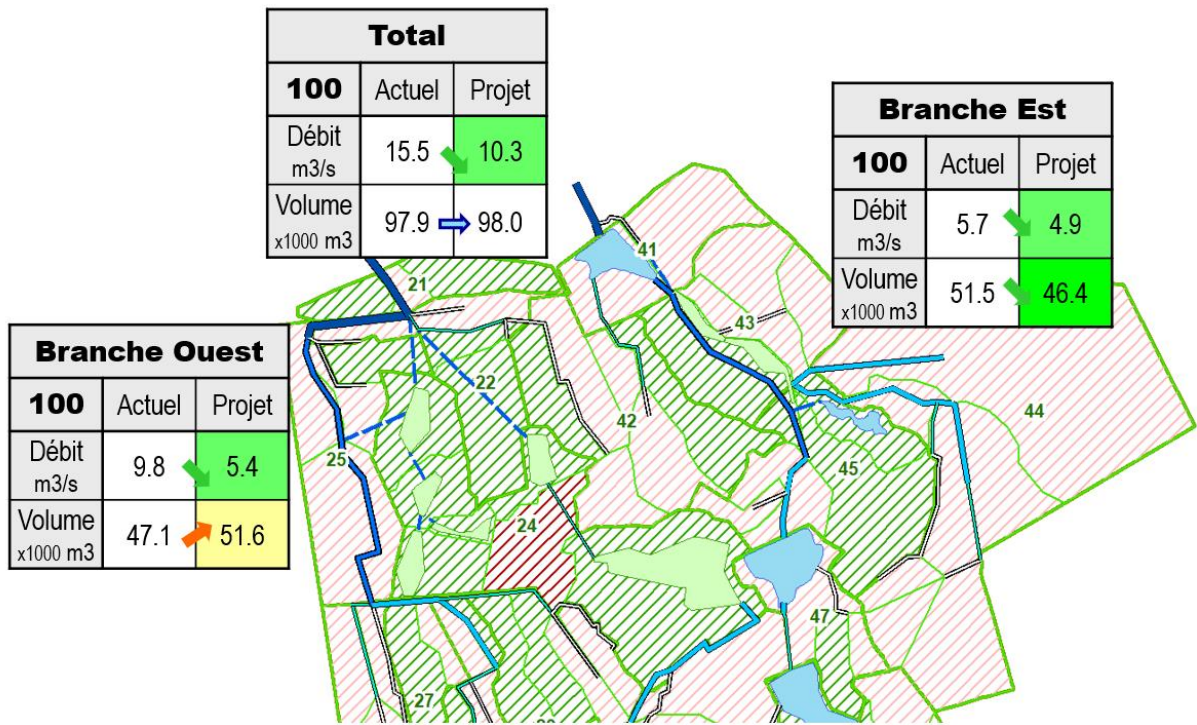 Total
100 Actuel Projet
Débit m3/s 15.5 10.3
Volume x1000 m3 97.9 98.0
Branche Est
100 Actuel Projet
Débit m3/s 5.7 4.9
Volume x1000 m3 51.5 46.4
Branche Ouest
100 Actuel Projet
Débit m3/s 9.8 5.4
Volume x1000 m3 47.1 51.6
41
21
43
22
44
42
25
45
24
47
27